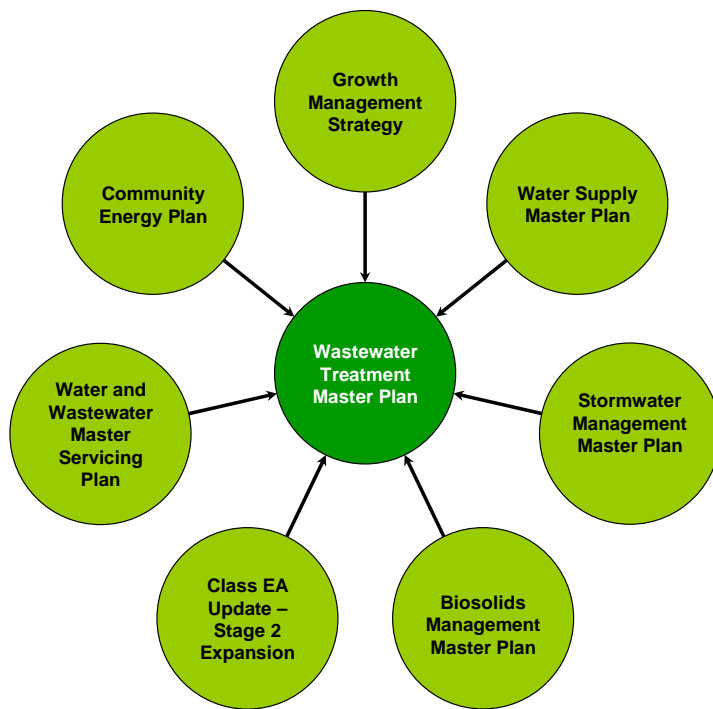 Growth
Management
Strategy
Community
Energy Plan
Water Supply
Master Plan
Wastewater
Treatment
Master Plan
Water and
Wastewater
Master
Servicing
Plan
Stormwater
Management
Master Plan
Class EA
Update –
Stage 2
Expansion
Biosolids
Management
Master Plan